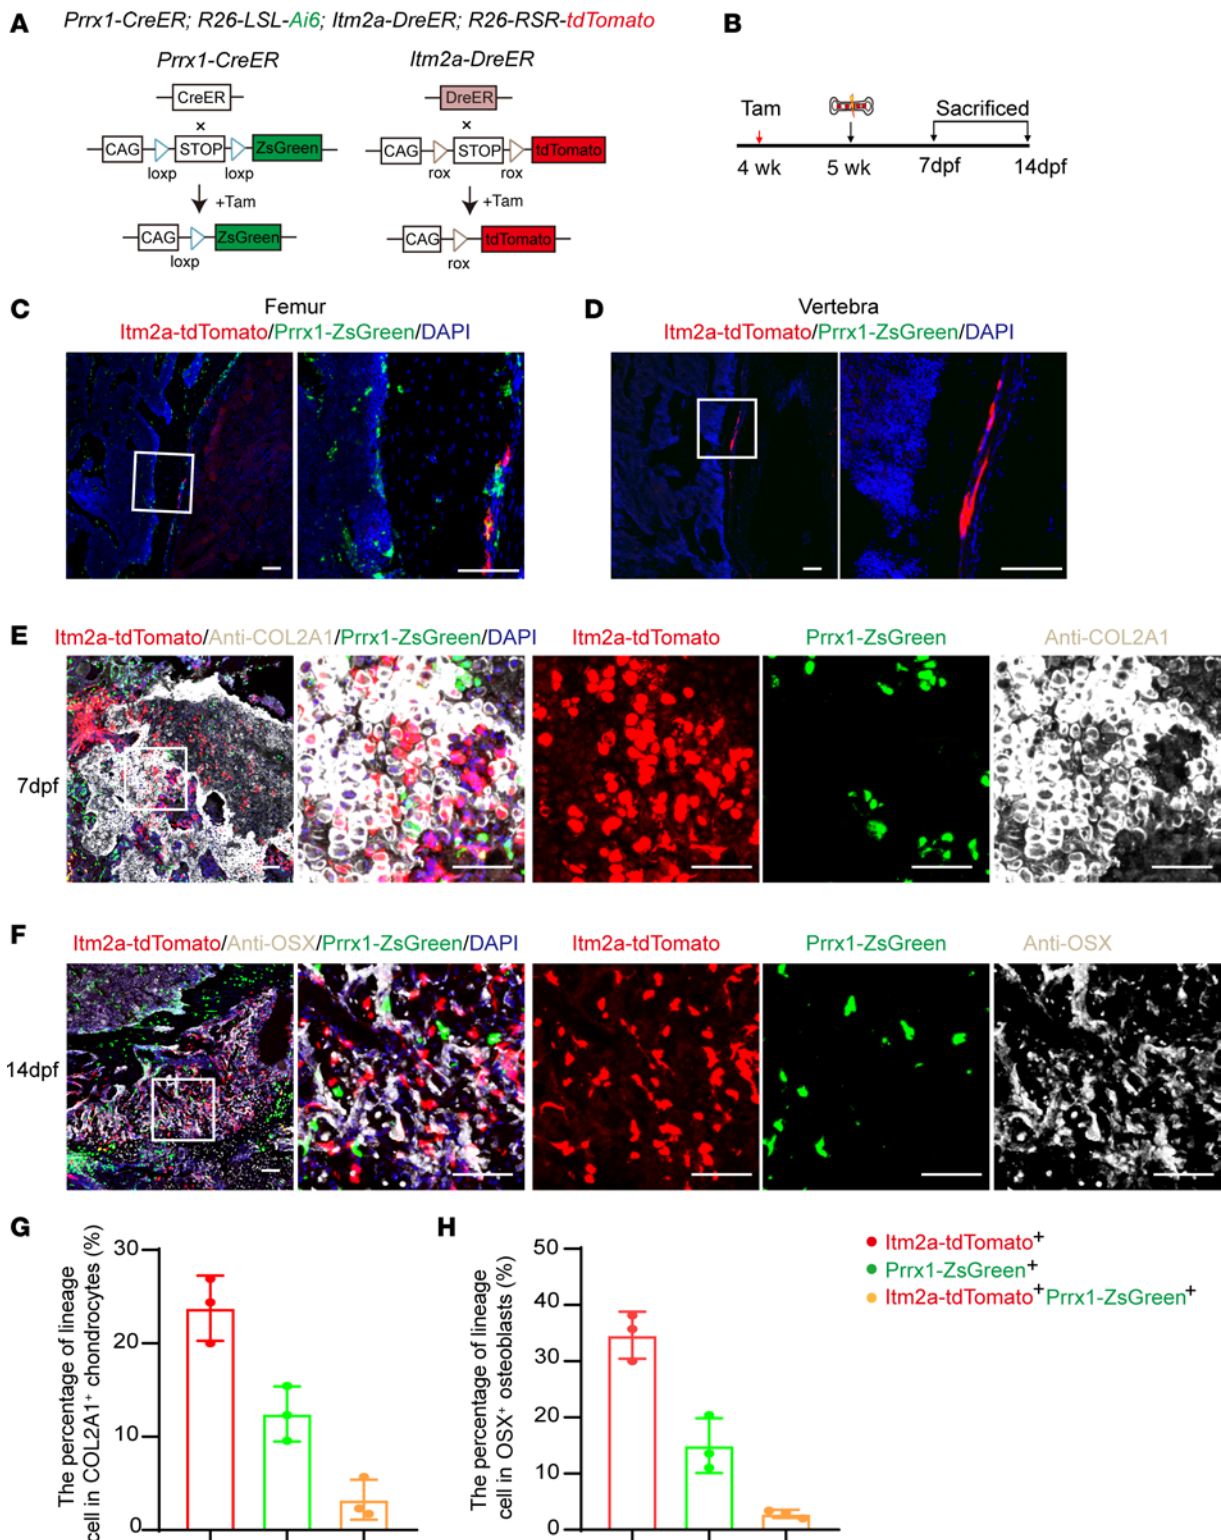 A
Prrx1-CreER; R26-LSL-Ai6; Itm2a-DreER; R26-RSR-tdTomato
Prrx1-CreER
Itm2a-DreER
CreER
DreER
×
×
CAG
STOP
ZsGreen
loxp
loxp
CAG
STOP
tdTomato
rox
rox
+Tam
+Tam
CAG
ZsGreen
loxp
CAG
tdTomato
rox
B
Tam
Sacrificed
4 wk
5 wk
7dpf
14dpf
C
Femur
Itm2a-tdTomato/Prrx1-ZsGreen/DAPI
D
Vertebra
Itm2a-tdTomato/Prrx1-ZsGreen/DAPI
E
Itm2a-tdTomato/Anti-COL2A1/Prrx1-ZsGreen/DAPI
Itm2a-tdTomato
Prrx1-ZsGreen
Anti-COL2A1
7dpf
F
Itm2a-tdTomato/Anti-OSX/Prrx1-ZsGreen/DAPI
Itm2a-tdTomato
Prrx1-ZsGreen
Anti-OSX
14dpf
G
The percentage of lineage
cell in COL2A1⁺ chondrocytes (%)
30
20
10
0
H
The percentage of lineage
cell in OSX⁺ osteoblasts (%)
50
40
30
20
10
0
Itm2a-tdTomato⁺
Prrx1-ZsGreen⁺
Itm2a-tdTomato⁺Prrx1-ZsGreen⁺